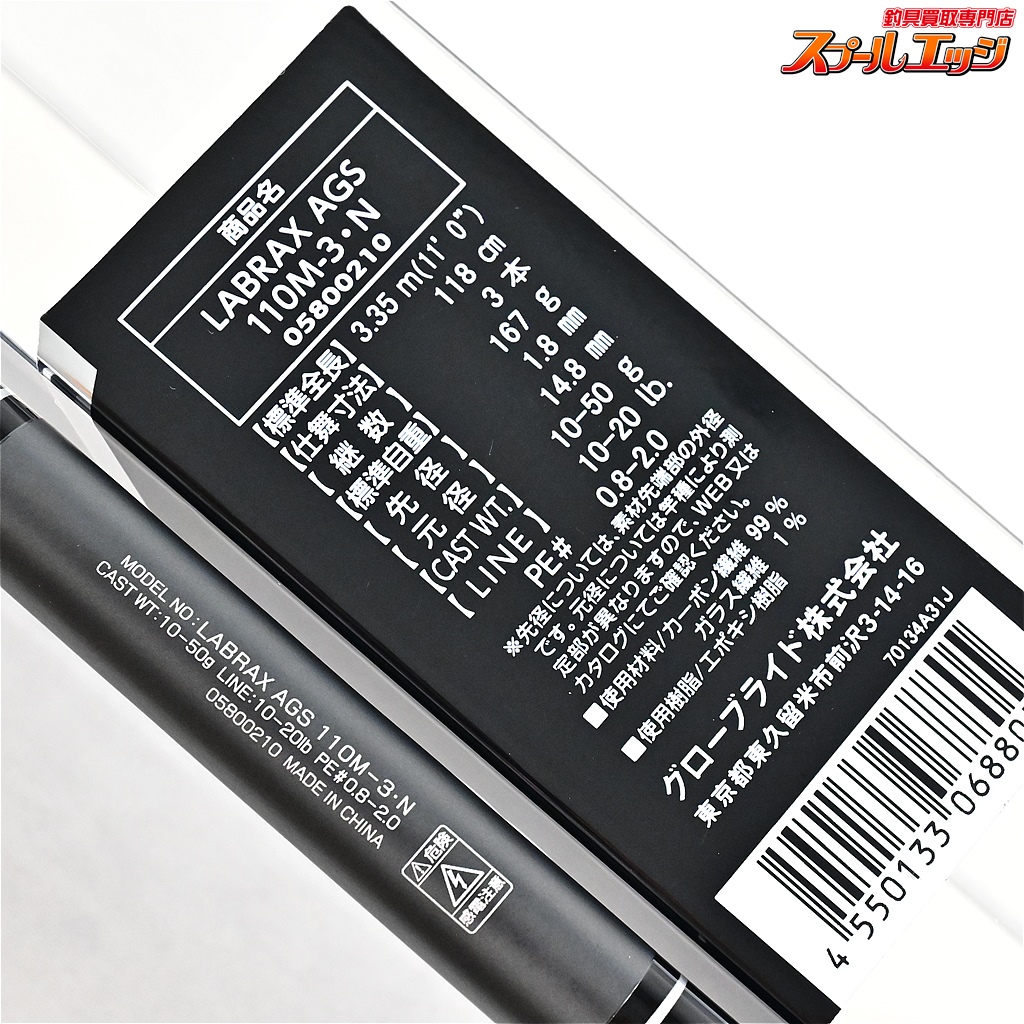 釣具買取専門店
スプールエッジ
商品名
LABRAX AGS
110M-3・N
05800210
【標準全長】 3.35 m(11' 0")
【仕舞寸法】 118 cm
【継 数】 3 本
【標準自重】 167 g
【先 径】 1.8 mm
【元 径】 14.8 mm
【CAST WT.】 10-50 g
【LINE】 10-20 lb.
PE# 0.8-2.0
※先径については、素材先端部の外径
です。元径については竿種により測
定部が異なりますので、WEB又は
カタログにてご確認ください。
■使用材料/カーボン繊維 99 %
ガラス繊維 1 %
■使用樹脂/エポキシ樹脂
グローブライド株式会社
東京都東久留米市前沢3-14-16
70134A31J
4 550133 06880
MODEL NO:LABRAX AGS 110M-3・N
CAST WT:10-50g LINE:10-20lb PE#0.8-2.0
05800210 MADE IN CHINA
危険
感電注意